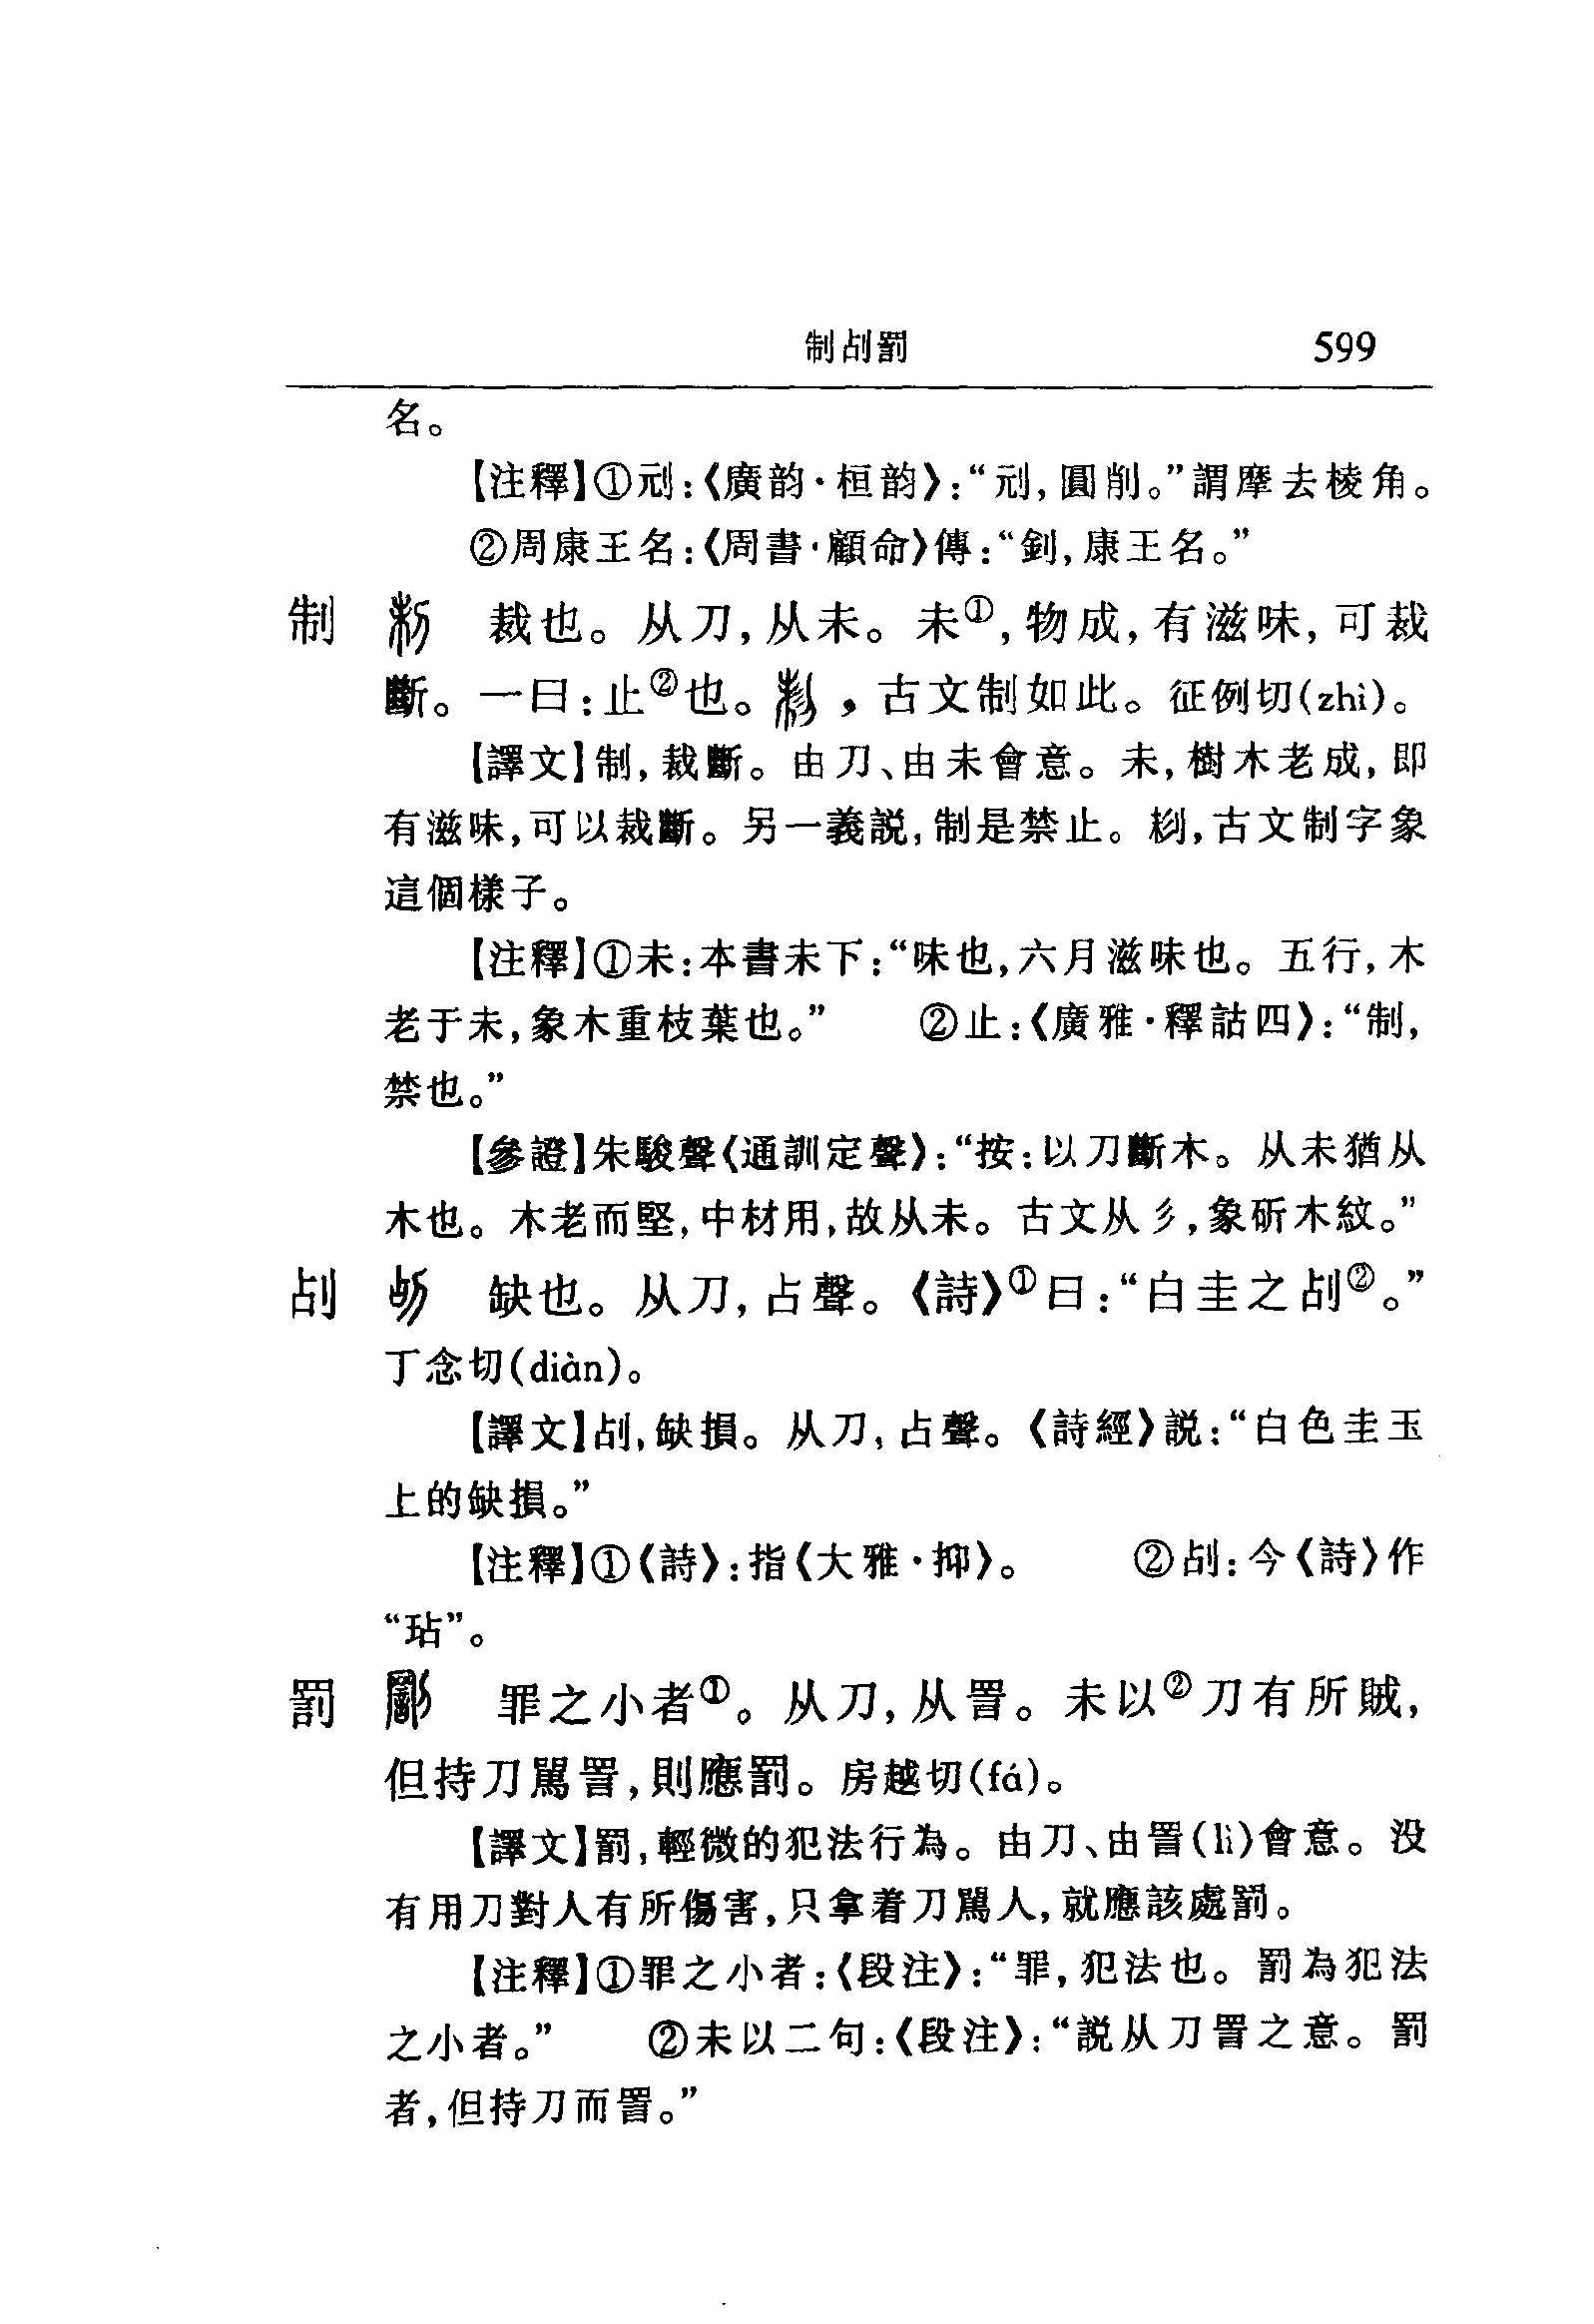 制㓠罰 599
名。
【注釋】①刓:《廣韵·桓韵》:“刓,圓削。”謂摩去棱角。
②周康王名:《周書·顧命》傳:“釗,康王名。”
制 裁也。从刀,从未。未①,物成,有滋味,可裁
斷。一曰:止②也。,古文制如此。征例切(zhì)。
【譯文】制,裁斷。由刀、由未會意。未,樹木老成,即
有滋味,可以裁斷。另一義説,制是禁止。,古文制字象
這個樣子。
【注釋】①未:本書未下:“味也,六月滋味也。五行,木
老于未,象木重枝葉也。” ②止:《廣雅·釋詁四》:“制,
禁也。”
【參證】朱駿聲《通訓定聲》:“按:以刀斷木。从未猶从
木也。木老而堅,中材用,故从未。古文从彡,象斫木紋。”
㓠 缺也。从刀,占聲。《詩》①曰:“白圭之㓠②。”
丁念切(diàn)。
【譯文】㓠,缺損。从刀,占聲。《詩經》説:“白色圭玉
上的缺損。”
【注釋】①《詩》:指《大雅·抑》。 ②㓠:今《詩》作
“玷”。
罰 罪之小者①。从刀,从詈。未以②刀有所賊,
但持刀駡詈,則應罰。房越切(fá)。
【譯文】罰,輕微的犯法行為。由刀、由詈(lì)會意。没
有用刀對人有所傷害,只拿着刀駡人,就應該處罰。
【注釋】①罪之小者:《段注》:“罪,犯法也。罰為犯法
之小者。” ②未以二句:《段注》:“説从刀詈之意。罰
者,但持刀而詈。”